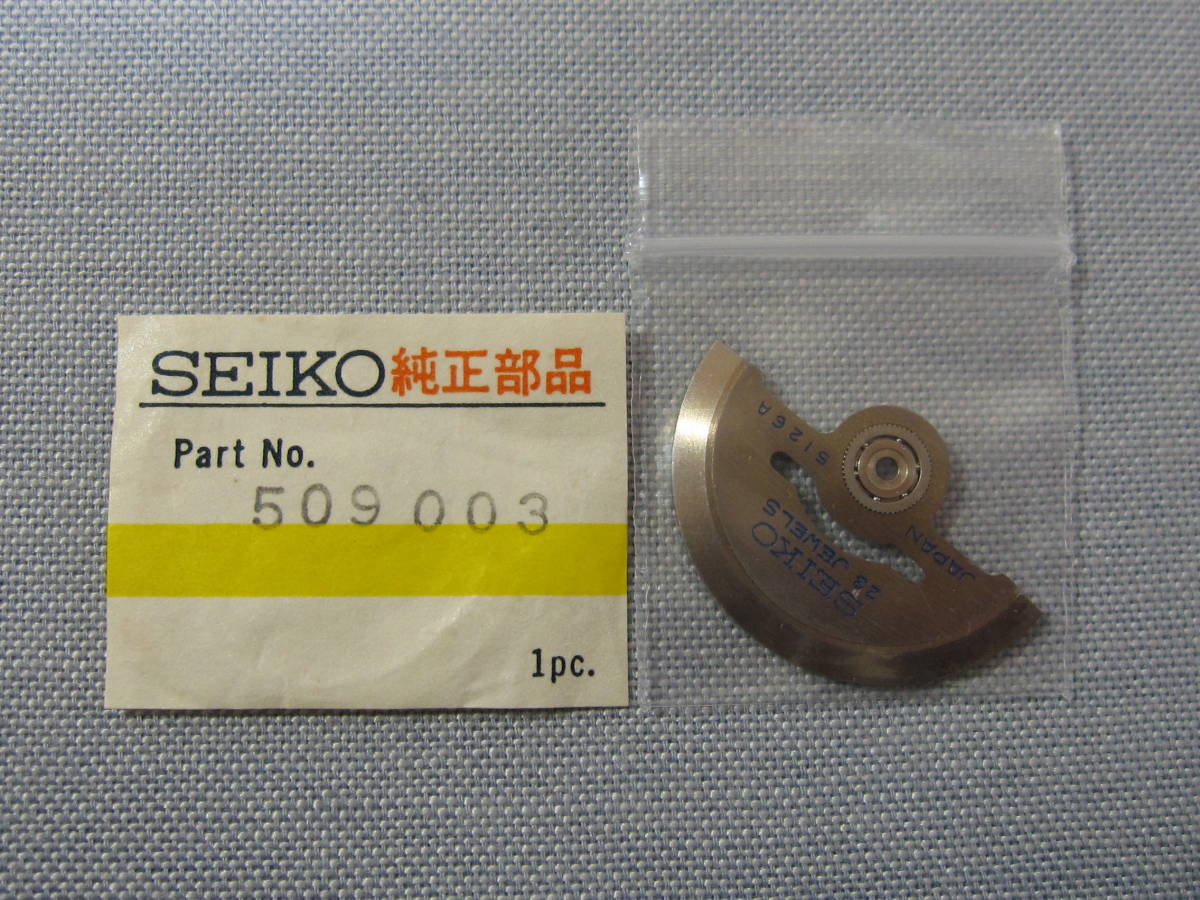 SEIKO純正部品
Part No.
509 003
1pc.
5126A
SEIKO
23 JEWELS
JAPAN